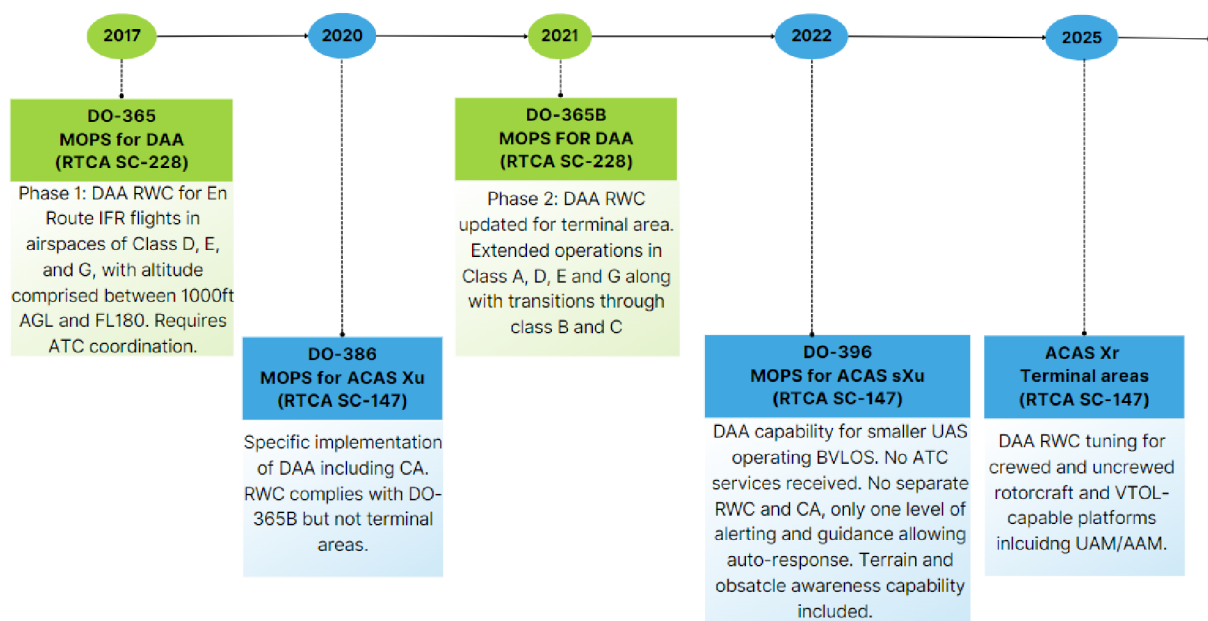 2017
2020
2021
2022
2025
DO-365
MOPS for DAA
(RTCA SC-228)
Phase 1: DAA RWC for En
Route IFR flights in
airspaces of Class D, E,
and G, with altitude
comprised between 1000ft
AGL and FL180. Requires
ATC coordination.
DO-386
MOPS for ACAS Xu
(RTCA SC-147)
Specific implementation
of DAA including CA.
RWC complies with DO-
365B but not terminal
areas.
DO-365B
MOPS FOR DAA
(RTCA SC-228)
Phase 2: DAA RWC
updated for terminal area.
Extended operations in
Class A, D, E and G along
with transitions through
class B and C
DO-396
MOPS for ACAS sXu
(RTCA SC-147)
DAA capability for smaller UAS
operating BVLOS. No ATC
services received. No separate
RWC and CA, only one level of
alerting and guidance allowing
auto-response. Terrain and
obsatcle awareness capability
included.
ACAS Xr
Terminal areas
(RTCA SC-147)
DAA RWC tuning for
crewed and uncrewed
rotorcraft and VTOL-
capable platforms
inlcuidng UAM/AAM.